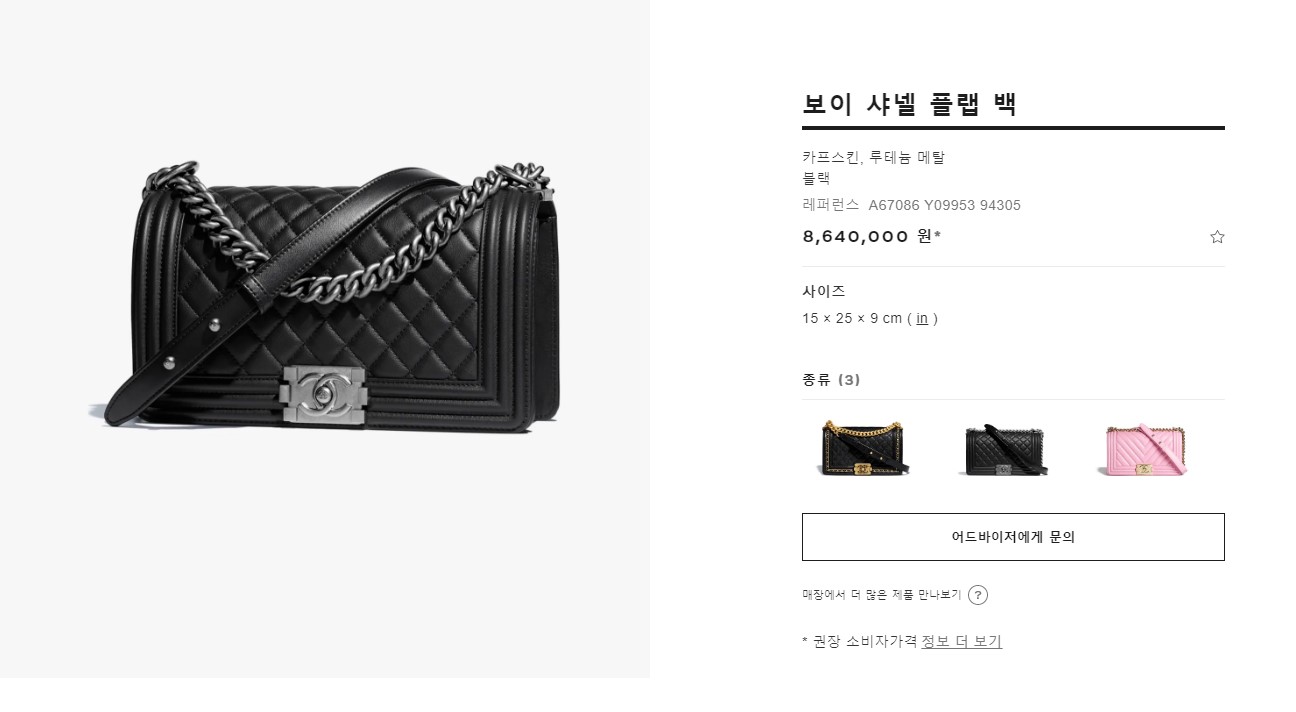 보이 샤넬 플랩 백
카프스킨, 루테늄 메탈
블랙
레퍼런스 A67086 Y09953 94305
8,640,000 원*
사이즈
15 × 25 × 9 cm ( in )
종류 (3)
어드바이저에게 문의
매장에서 더 많은 제품 만나보기 ?
* 권장 소비자가격 정보 더 보기